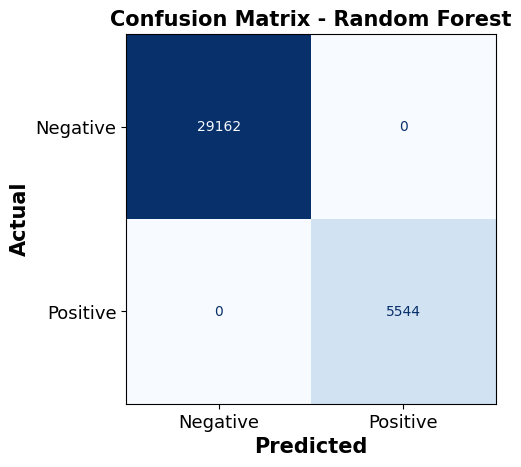 Confusion Matrix - Random Forest
Actual
Negative
29162
0
Positive
0
5544
Negative
Positive
Predicted